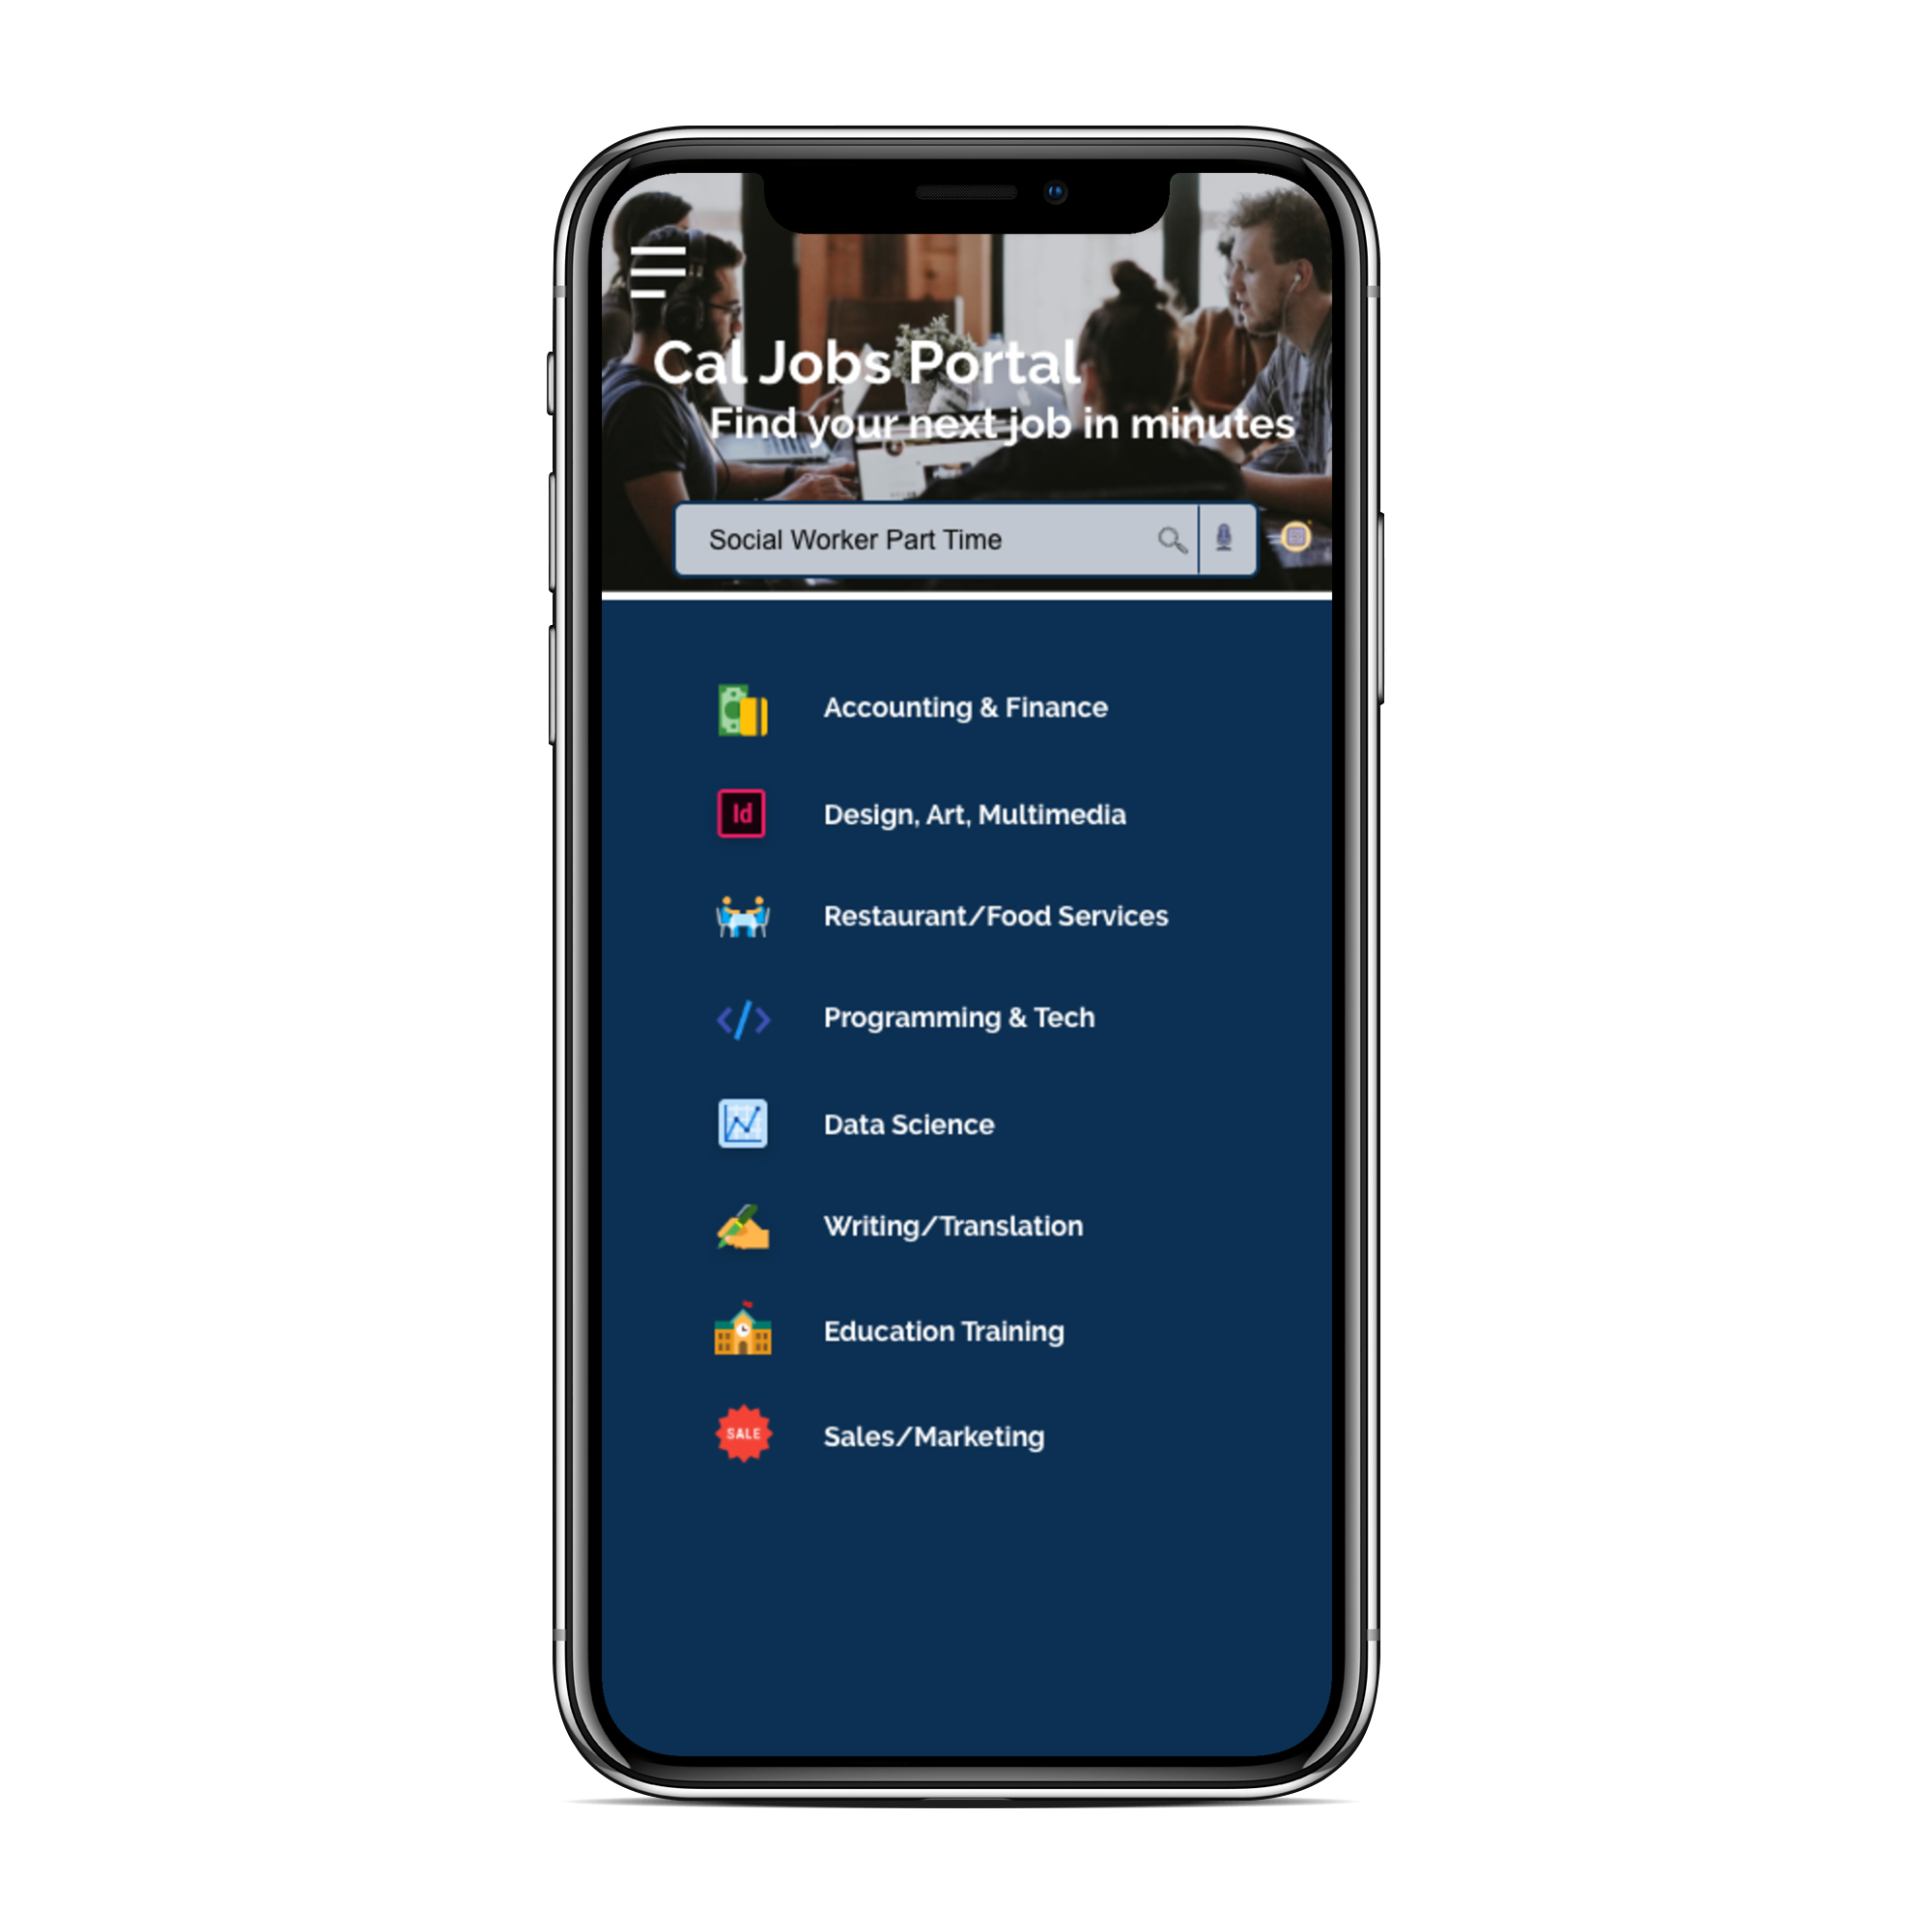 Cal Jobs Portal
Find your next job in minutes
Social Worker Part Time
Accounting & Finance
Id
Design, Art, Multimedia
Restaurant/Food Services
</> Programming & Tech
Data Science
Writing/Translation
Education Training
SALE
Sales/Marketing